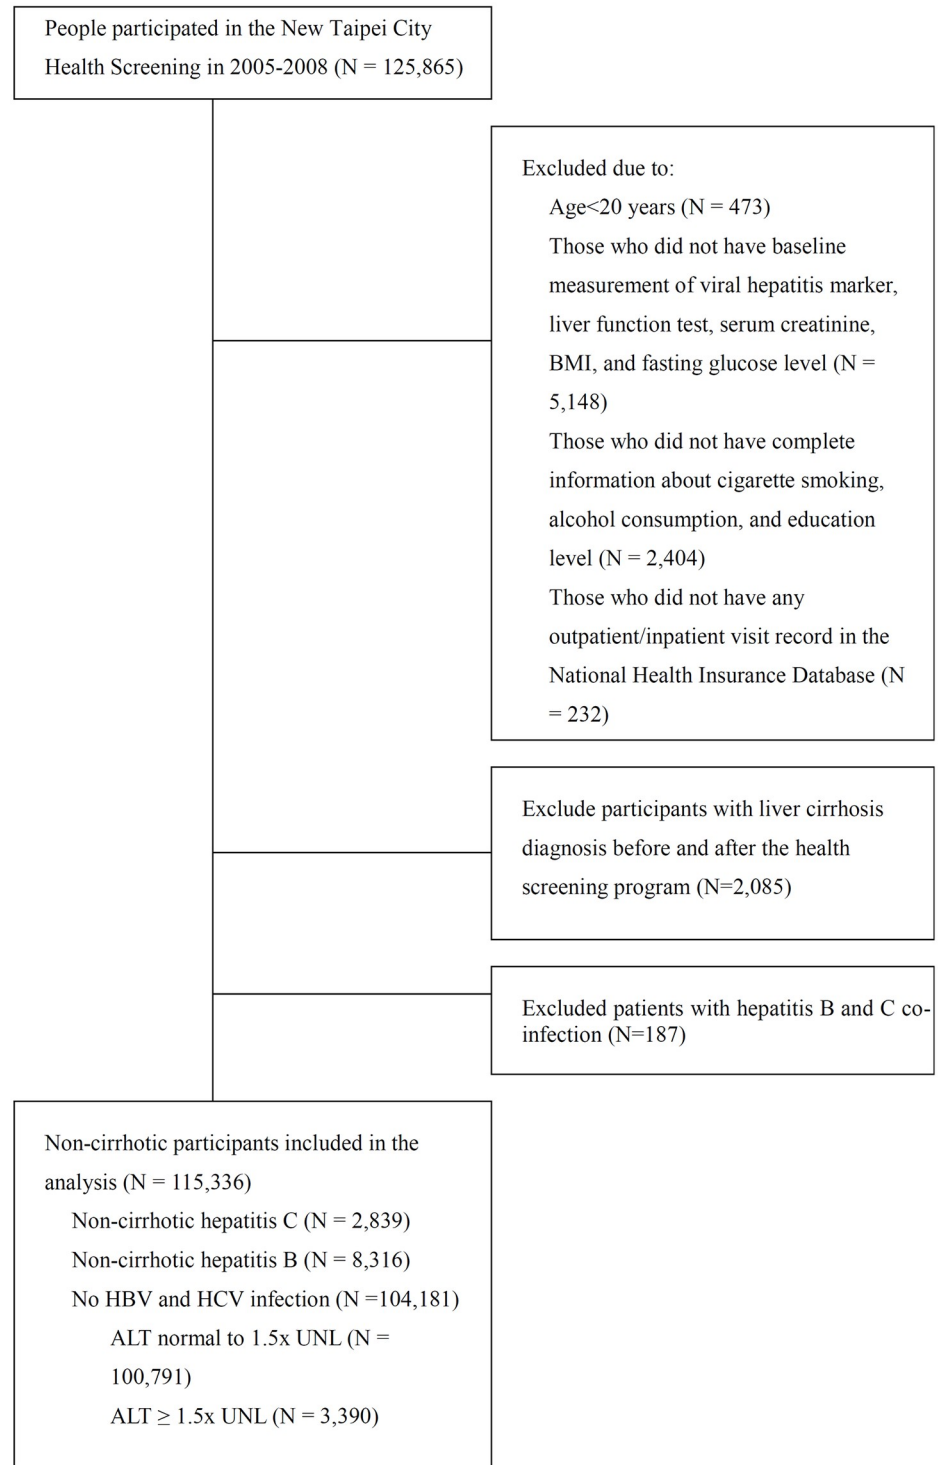 People participated in the New Taipei City
Health Screening in 2005-2008 (N = 125,865)
Excluded due to:
Age<20 years (N = 473)
Those who did not have baseline
measurement of viral hepatitis marker,
liver function test, serum creatinine,
BMI, and fasting glucose level (N =
5,148)
Those who did not have complete
information about cigarette smoking,
alcohol consumption, and education
level (N = 2,404)
Those who did not have any
outpatient/inpatient visit record in the
National Health Insurance Database (N
= 232)
Exclude participants with liver cirrhosis
diagnosis before and after the health
screening program (N=2,085)
Excluded patients with hepatitis B and C co-
infection (N=187)
Non-cirrhotic participants included in the
analysis (N = 115,336)
Non-cirrhotic hepatitis C (N = 2,839)
Non-cirrhotic hepatitis B (N = 8,316)
No HBV and HCV infection (N =104,181)
ALT normal to 1.5x UNL (N =
100,791)
ALT ≥ 1.5x UNL (N = 3,390)